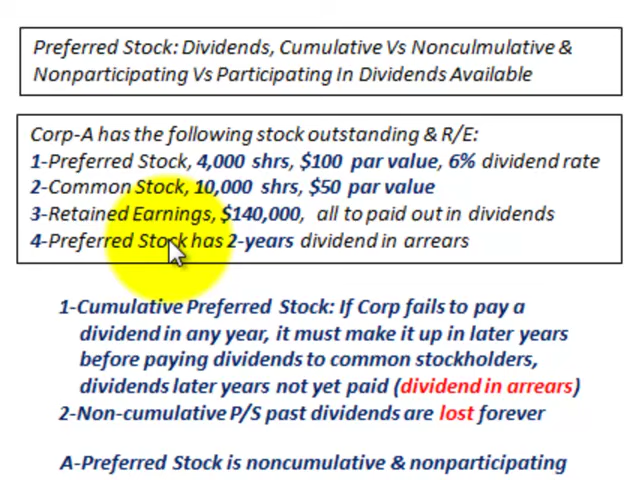 Preferred Stock: Dividends, Cumulative Vs Nonculmulative &
Nonparticipating Vs Participating In Dividends Available
Corp-A has the following stock outstanding & R/E:
1-Preferred Stock, 4,000 shrs, $100 par value, 6% dividend rate
2-Common Stock, 10,000 shrs, $50 par value
3-Retained Earnings, $140,000, all to paid out in dividends
4-Preferred Stock has 2-years dividend in arrears
1-Cumulative Preferred Stock: If Corp fails to pay a
dividend in any year, it must make it up in later years
before paying dividends to common stockholders,
dividends later years not yet paid (dividend in arrears)
2-Non-cumulative P/S past dividends are lost forever
A-Preferred Stock is noncumulative & nonparticipating